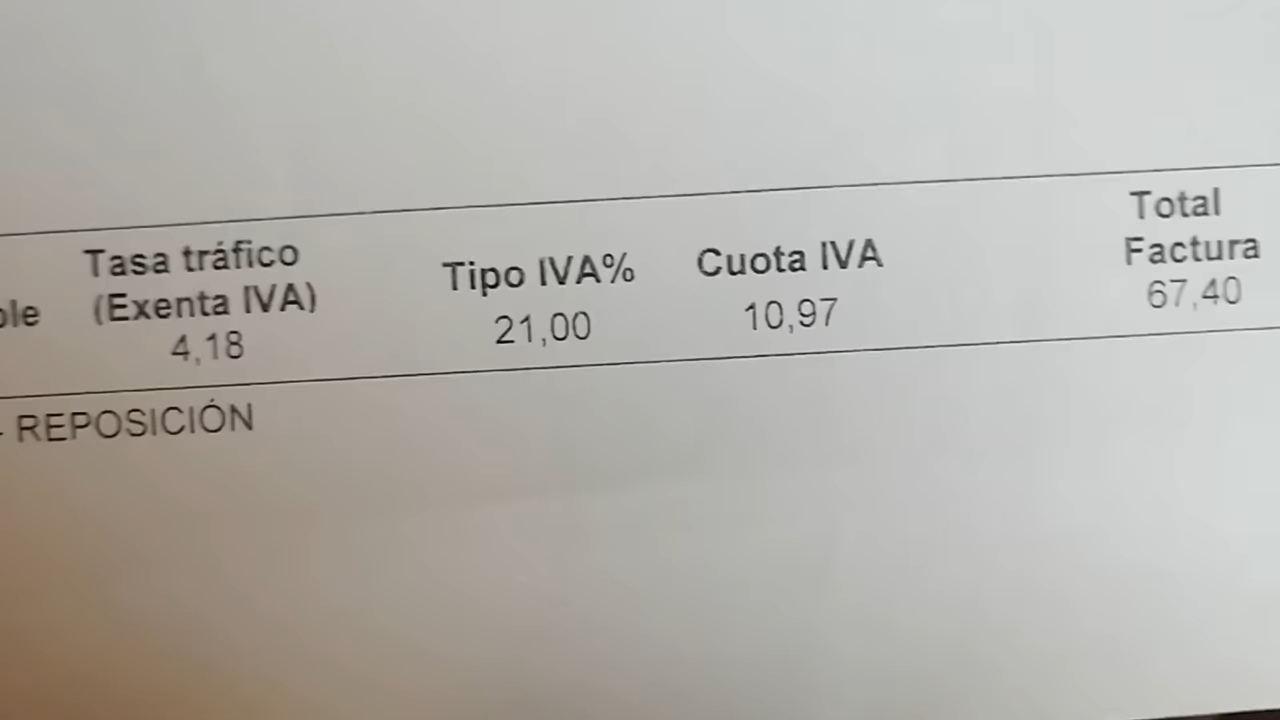 Tasa tráfico Tipo IVA% Cuota IVA Total
ble (Exenta IVA) Factura
4,18 21,00 10,97 67,40
- REPOSICIÓN